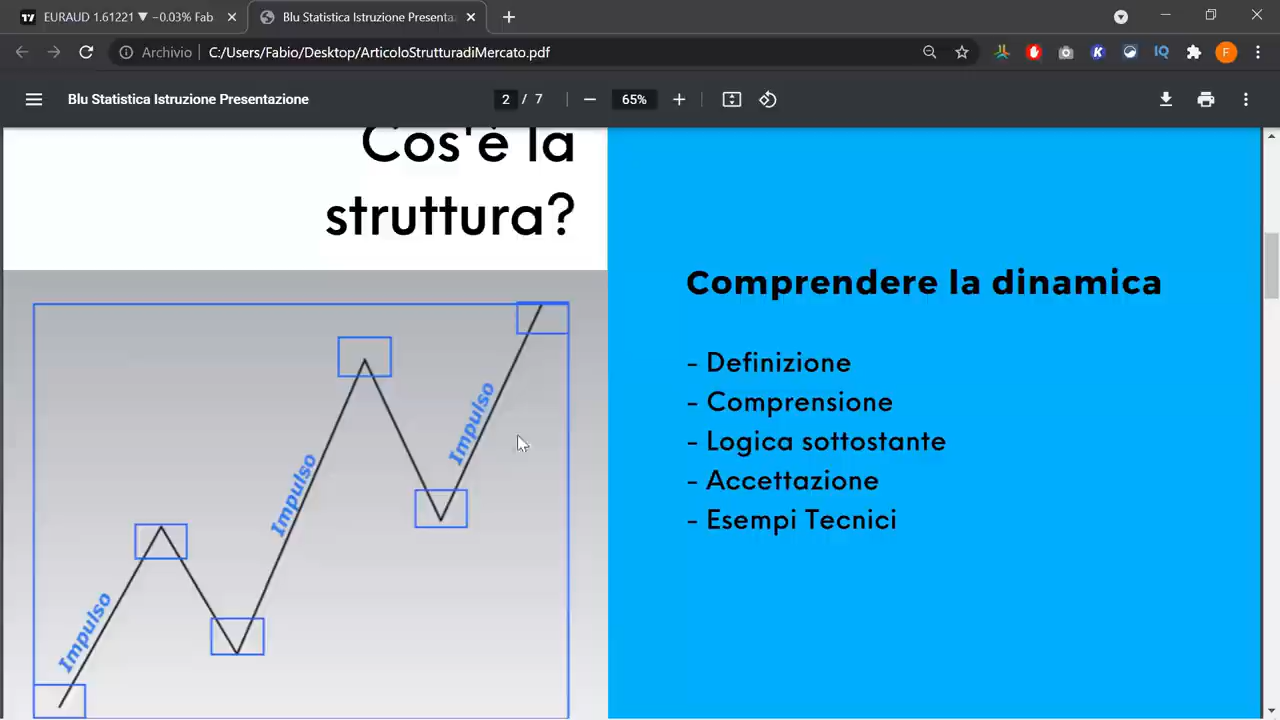 EURAUD 1.61221 ▼ −0.03% Fab
Blu Statistica Istruzione Presenta
Archivio
C:/Users/Fabio/Desktop/ArticoloStrutturadiMercato.pdf
Blu Statistica Istruzione Presentazione
2 / 7
65%
Cos'é la
struttura?
Comprendere la dinamica
- Definizione
- Comprensione
- Logica sottostante
- Accettazione
- Esempi Tecnici
Impulso
Impulso
Impulso
K
IQ
F